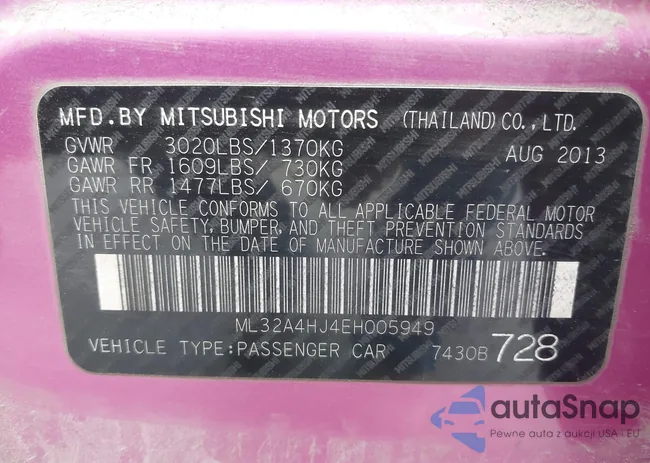 MFD.BY MITSUBISHI MOTORS (THAILAND) CO., LTD.
GVWR 3020LBS/1370KG AUG 2013
GAWR FR 1609LBS/ 730KG
GAWR RR 1477LBS/ 670KG
THIS VEHICLE CONFORMS TO ALL APPLICABLE FEDERAL MOTOR
VEHICLE SAFETY, BUMPER, AND THEFT PREVENTION STANDARDS
IN EFFECT ON THE DATE OF MANUFACTURE SHOWN ABOVE.
ML32A4HJ4EH005949
VEHICLE TYPE:PASSENGER CAR 7430B 728
autaSnap
Pewne auta z aukcji USA i EU